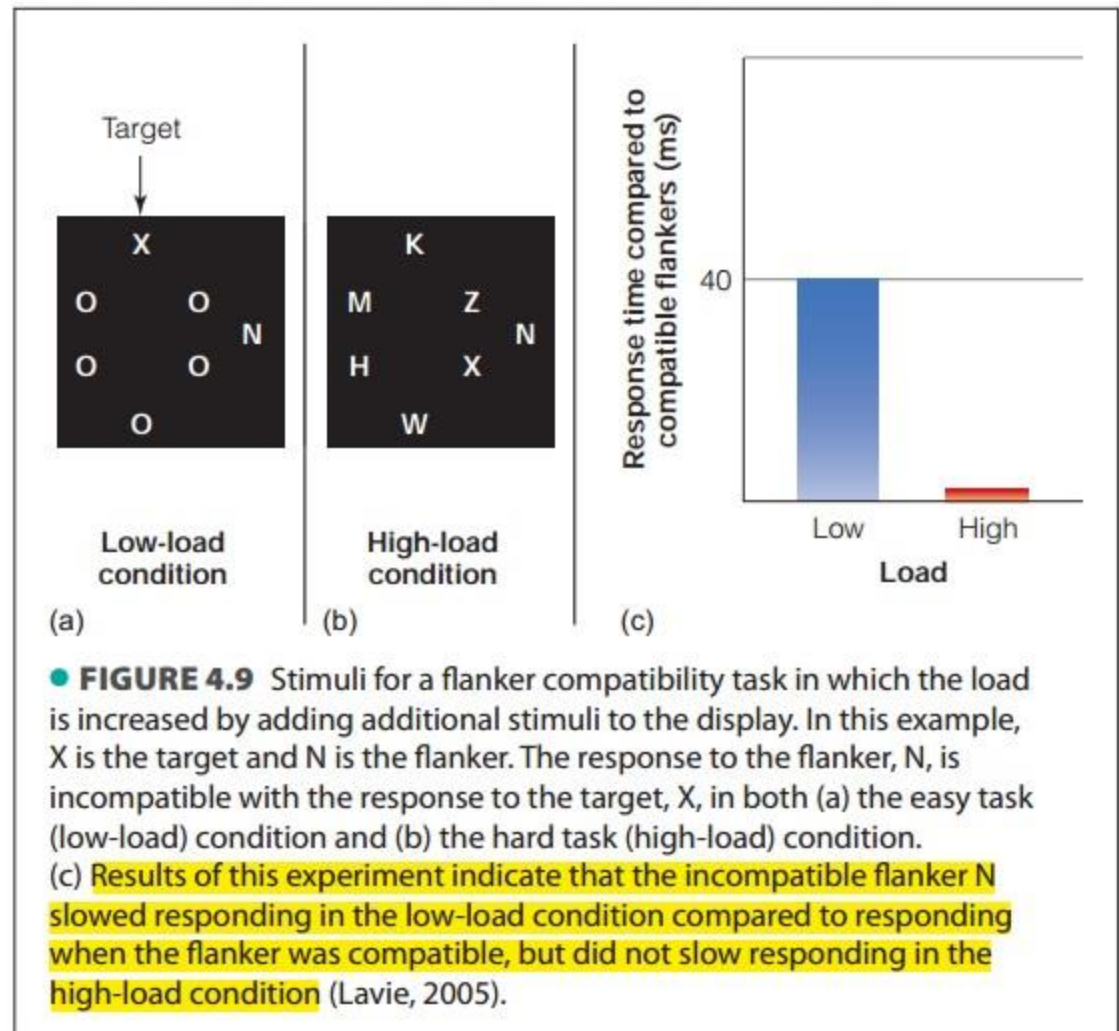 Target
X
O O
N
O O
O
Low-load
condition
(a)
K
M Z
N
H X
W
High-load
condition
(b)
Response time compared to
compatible flankers (ms)
40
Low High
Load
(c)
● FIGURE 4.9 Stimuli for a flanker compatibility task in which the load
is increased by adding additional stimuli to the display. In this example,
X is the target and N is the flanker. The response to the flanker, N, is
incompatible with the response to the target, X, in both (a) the easy task
(low-load) condition and (b) the hard task (high-load) condition.
(c) Results of this experiment indicate that the incompatible flanker N
slowed responding in the low-load condition compared to responding
when the flanker was compatible, but did not slow responding in the
high-load condition (Lavie, 2005).